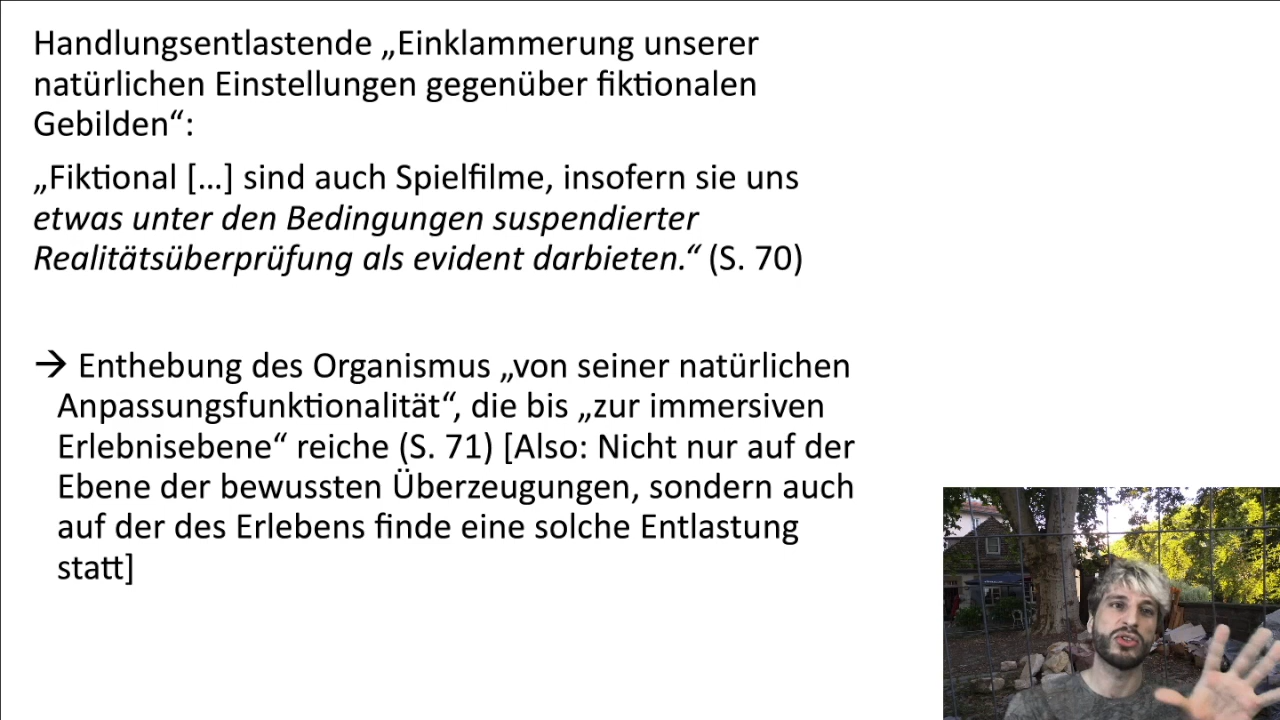 Handlungsentlastende „Einklammerung unserer
natürlichen Einstellungen gegenüber fiktionalen
Gebilden“:
„Fiktional […] sind auch Spielfilme, insofern sie uns
etwas unter den Bedingungen suspendierter
Realitätsüberprüfung als evident darbieten.“ (S. 70)
→ Enthebung des Organismus „von seiner natürlichen
Anpassungsfunktionalität“, die bis „zur immersiven
Erlebnisebene“ reiche (S. 71) [Also: Nicht nur auf der
Ebene der bewussten Überzeugungen, sondern auch
auf der des Erlebens finde eine solche Entlastung
statt]